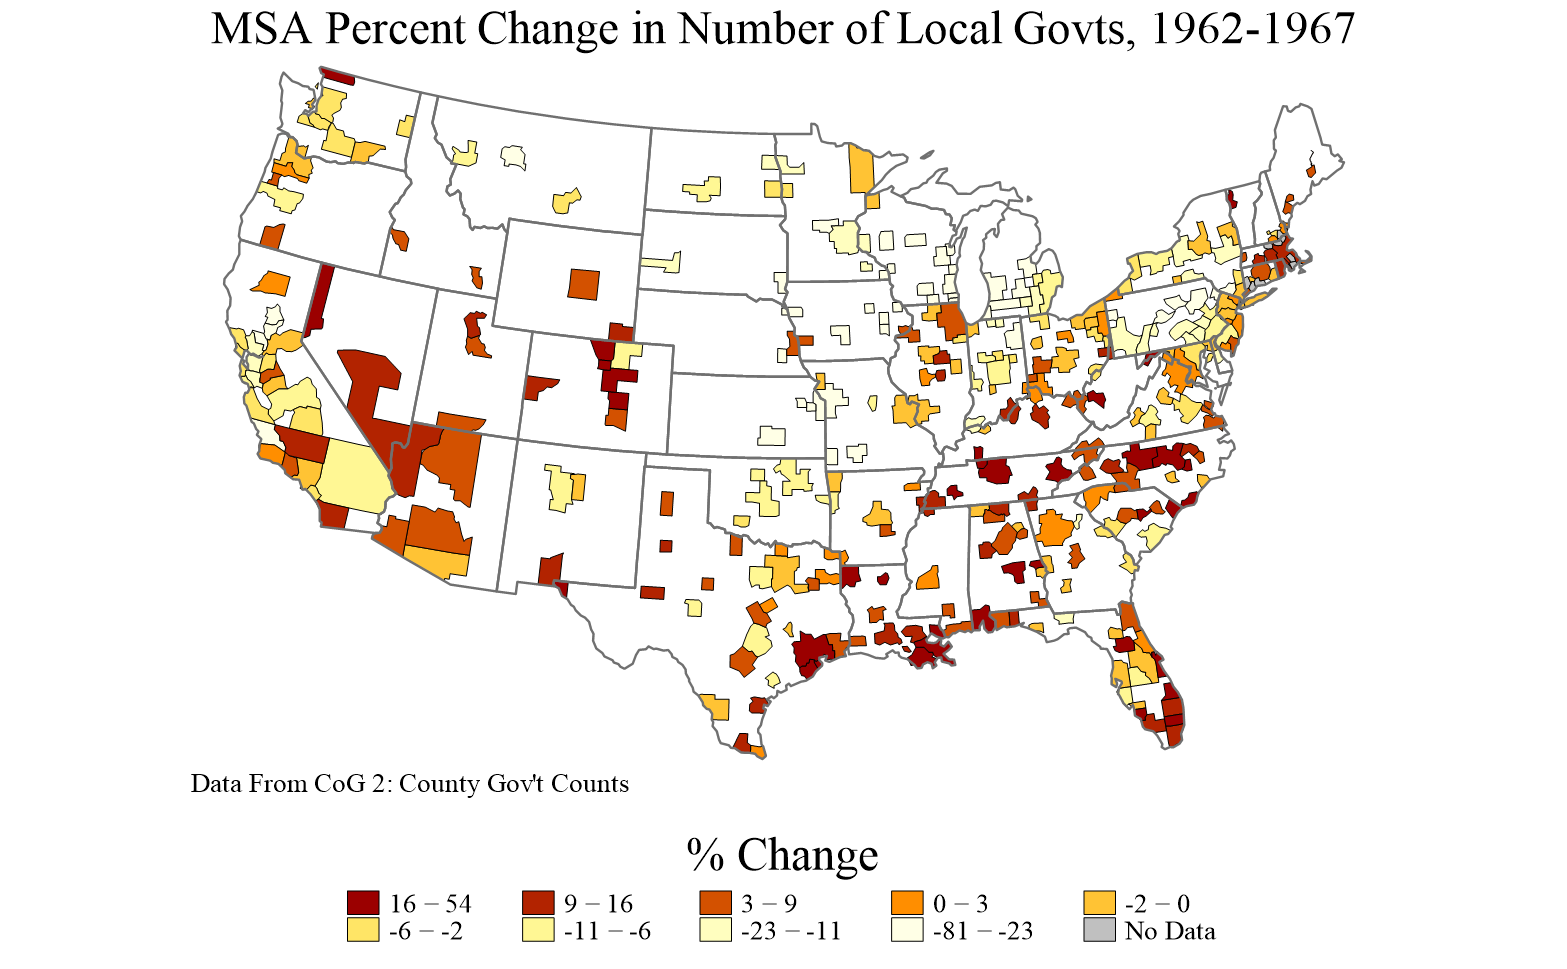 MSA Percent Change in Number of Local Govts, 1962-1967
Data From CoG 2: County Gov't Counts
% Change
16 – 54 9 – 16 3 – 9 0 – 3 -2 – 0
-6 – -2 -11 – -6 -23 – -11 -81 – -23 No Data